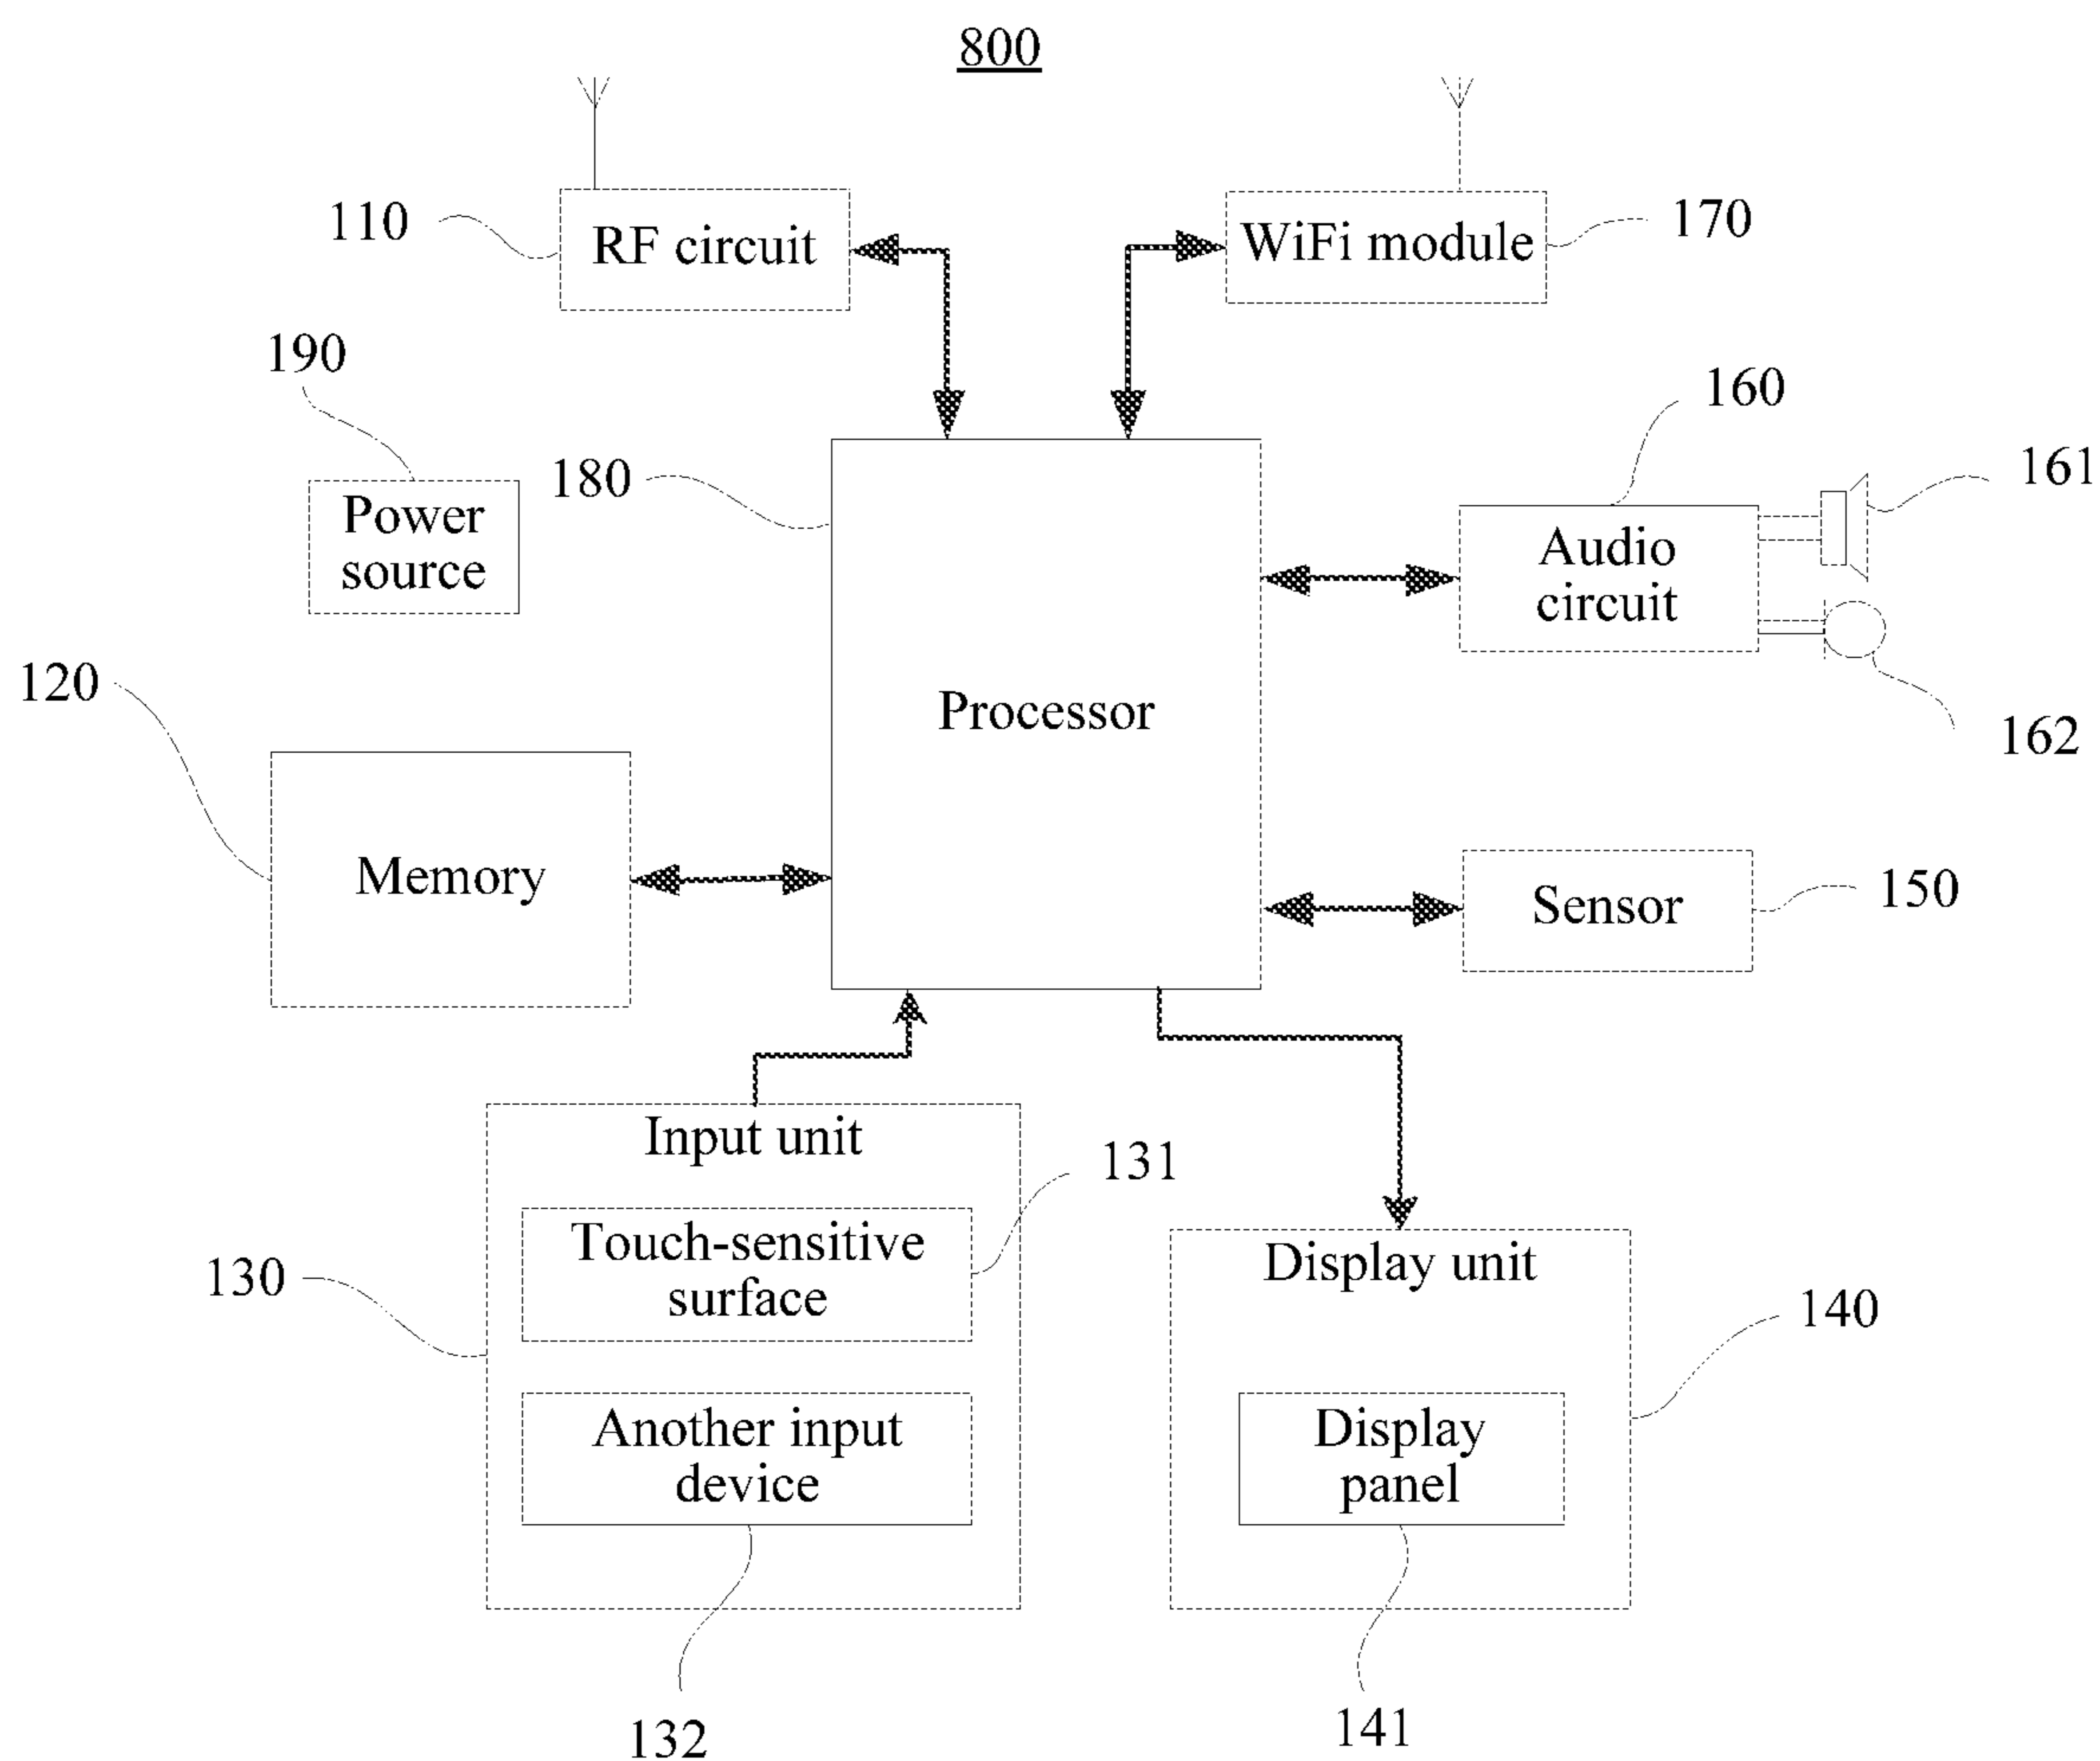 800
110
RF circuit
WiFi module
170
190
160
180
161
Power
source
Audio
circuit
120
Processor
162
Memory
Sensor
150
Input unit
131
Touch-sensitive
surface
130
Display unit
140
Another input
device
Display
panel
132
141